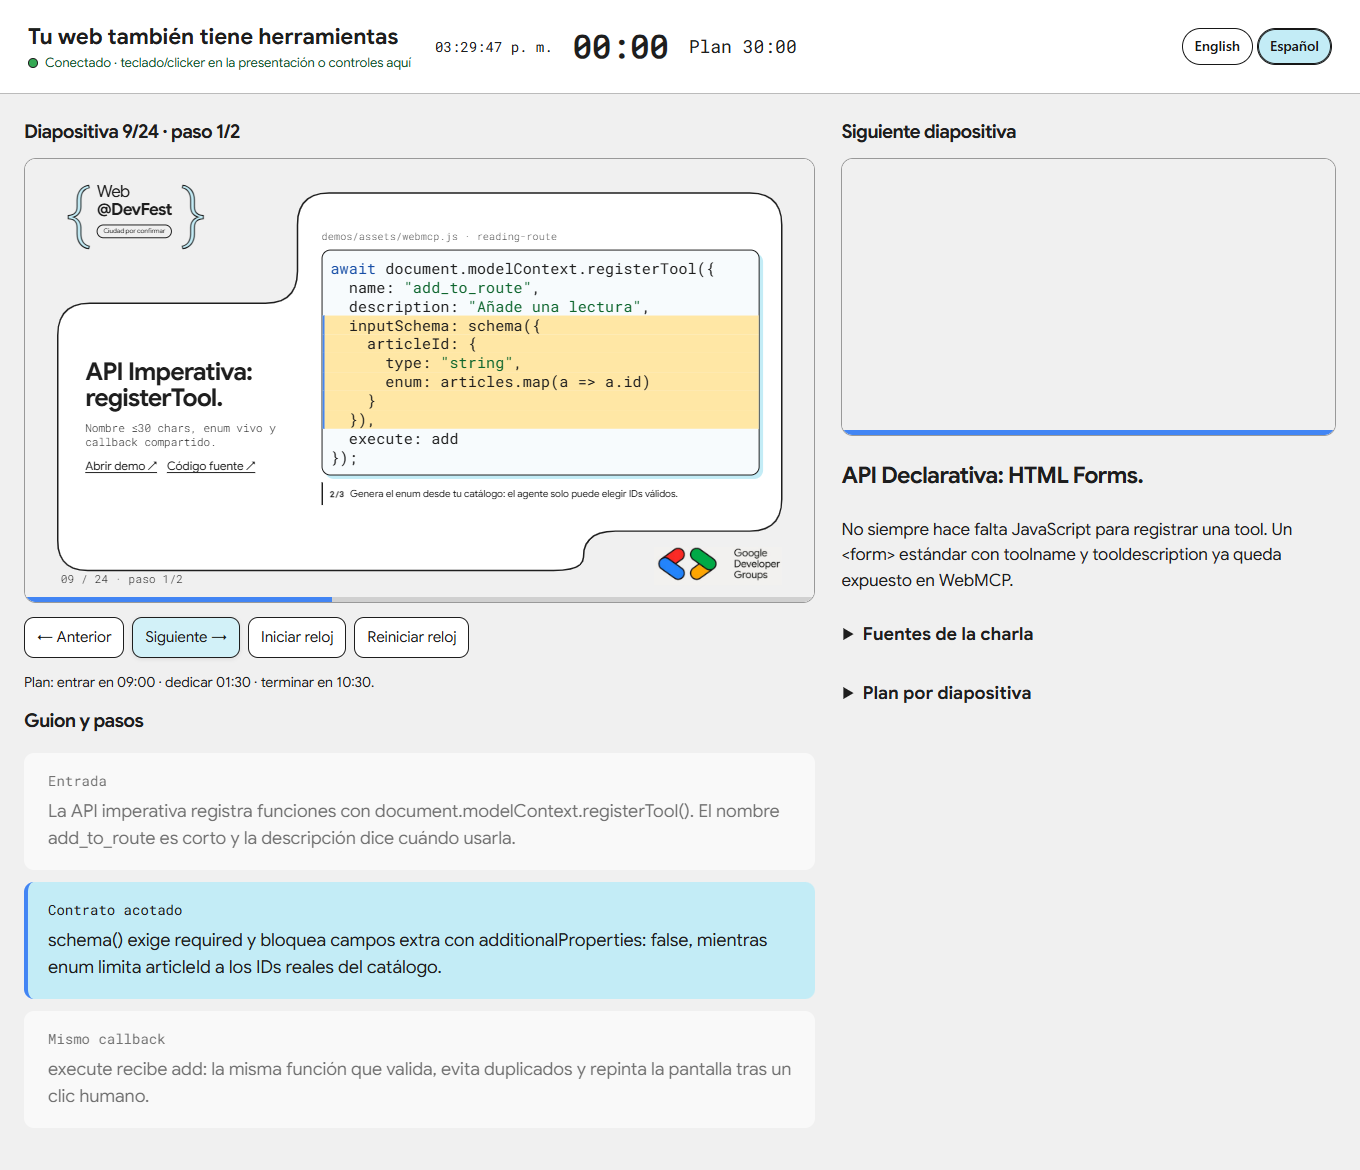 Tu web también tiene herramientas
Conectado · teclado/clicker en la presentación o controles aquí
03:29:47 p. m.
00:00
Plan 30:00
English
Español
Diapositiva 9/24 · paso 1/2
Web
@DevFest
Ciudad por confirmar
demos/assets/webmcp.js · reading-route
await document.modelContext.registerTool({
name: "add_to_route",
description: "Añade una lectura",
inputSchema: schema({
articleId: {
type: "string",
enum: articles.map(a => a.id)
}
}),
execute: add
});
2/3 Genera el enum desde tu catálogo: el agente solo puede elegir IDs válidos.
API Imperativa:
registerTool.
Nombre ≤30 chars, enum vivo y
callback compartido.
Abrir demo ↗ Código fuente ↗
09 / 24 · paso 1/2
Google
Developer
Groups
← Anterior
Siguiente →
Iniciar reloj
Reiniciar reloj
Plan: entrar en 09:00 · dedicar 01:30 · terminar en 10:30.
Guion y pasos
Entrada
La API imperativa registra funciones con document.modelContext.registerTool(). El nombre
add_to_route es corto y la descripción dice cuándo usarla.
Contrato acotado
schema() exige required y bloquea campos extra con additionalProperties: false, mientras
enum limita articleId a los IDs reales del catálogo.
Mismo callback
execute recibe add: la misma función que valida, evita duplicados y repinta la pantalla tras un
clic humano.
Siguiente diapositiva
API Declarativa: HTML Forms.
No siempre hace falta JavaScript para registrar una tool. Un
<form> estándar con toolname y tooldescription ya queda
expuesto en WebMCP.
▶ Fuentes de la charla
▶ Plan por diapositiva